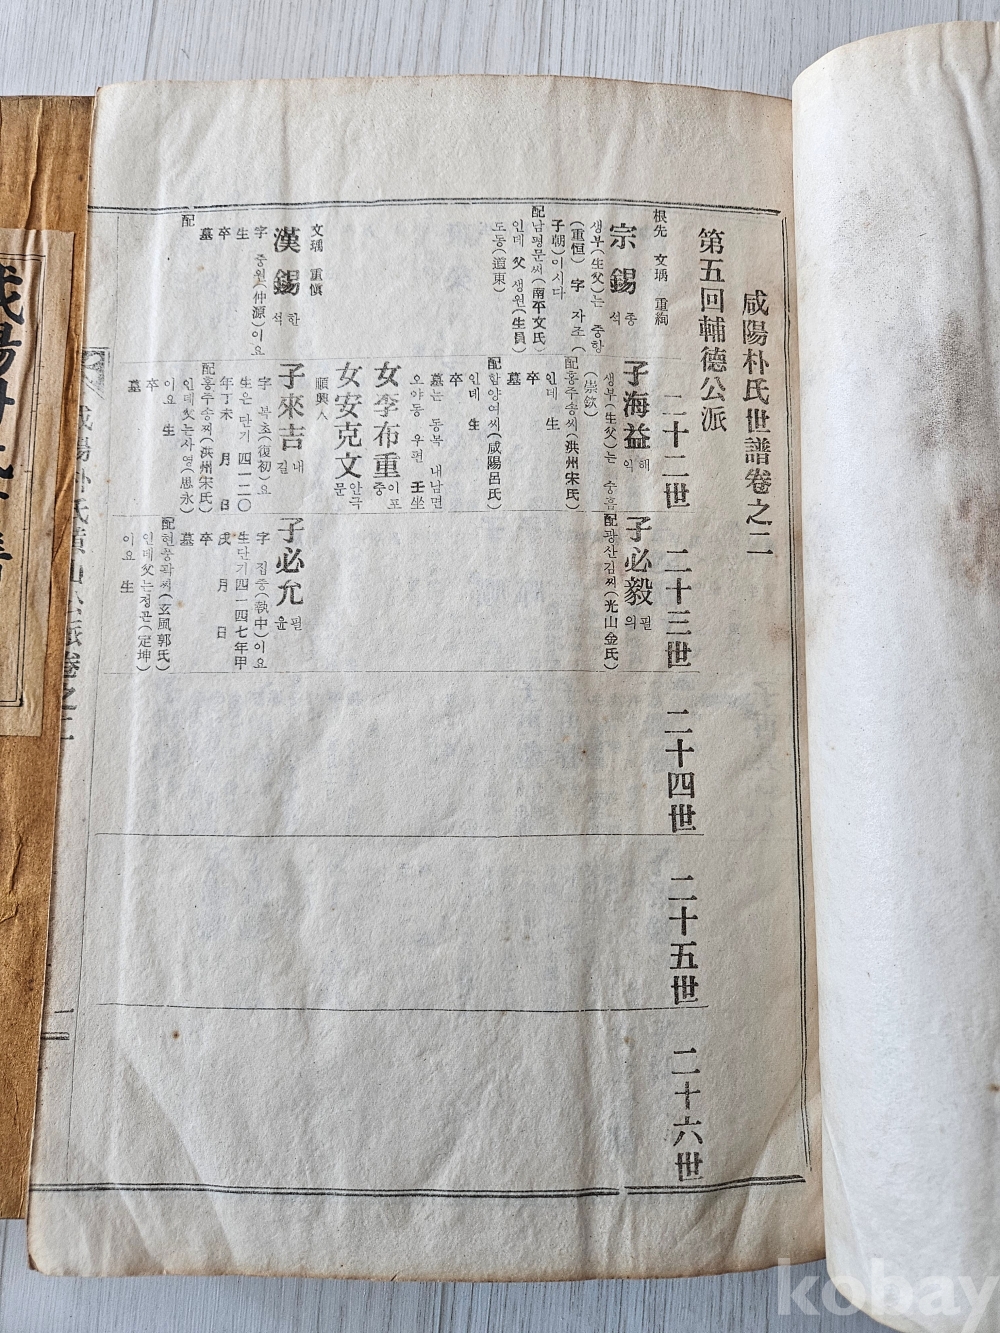 咸陽朴氏世譜卷之二
第五回輔德公派
二十二世
二十三世
二十四世
二十五世
二十六世
根先 文瑀 重絢
宗錫 종석
생부(生父)는 중항
(重恒) 字 자조(
子朝)이시다
配남평문씨(南平文氏)
인데 父 생원(生員)
도동(道東)
文瑀 重愼
漢錫 한석
字 중원(仲源)이요
生
卒
墓
配
子海益 해익
생부(生父)는 중흠
(崇欽)
配홍주송씨(洪州宋氏)
인데 生
卒
墓
配함양여씨(咸陽呂氏)
인데 生
卒
墓는 동복 내남면
오야동 우편 壬坐
女李布重 이포중
女安克文 안극문
順興人
子來吉 내길
字 복초(復初)요
生은 단기 四一二○
年丁未 月 日
卒
配홍주송씨(洪州宋氏)
인데父는사영(思永)
이요 生
卒
墓
子必毅 필의
配광산김씨(光山金氏)
子必允 필윤
字 집중(執中)이요
生단기四一四七年甲
戌 月 日
卒
墓
配현풍곽씨(玄風郭氏)
인데父는정곤(定坤)
이요 生
咸陽朴氏
卷之二
一
kobay